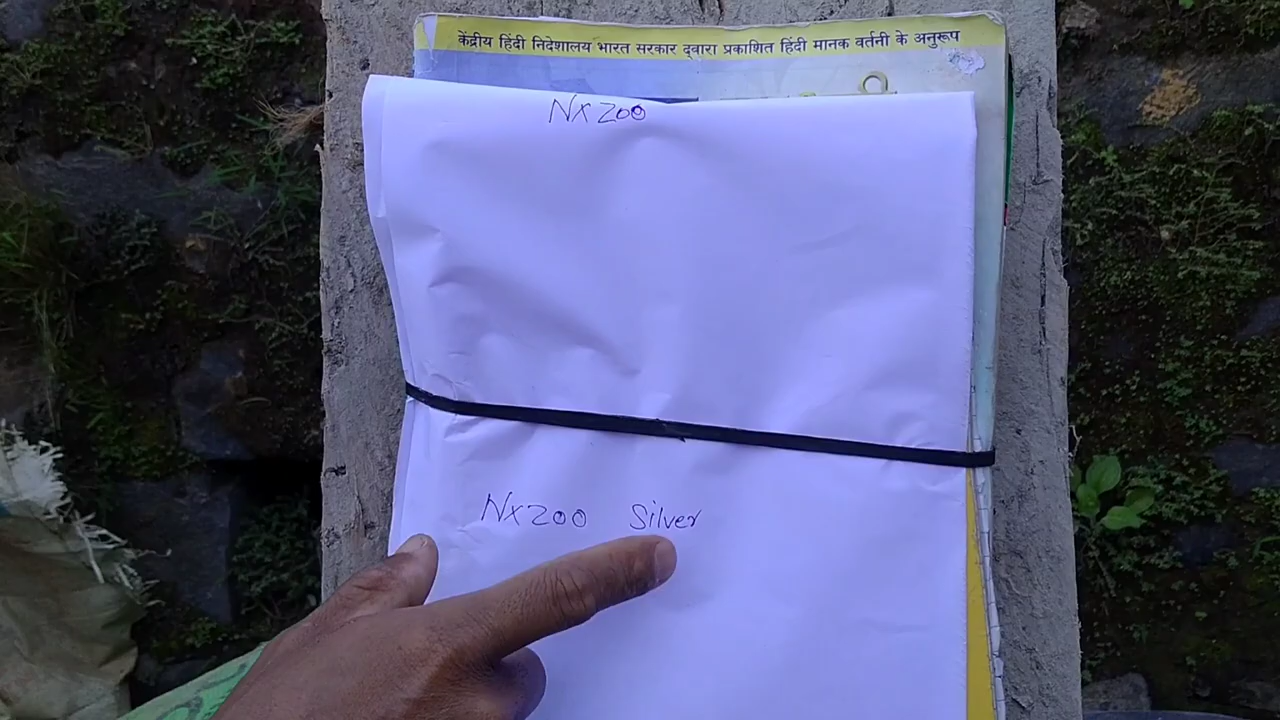 केंद्रीय हिंदी निदेशालय भारत सरकार द्वारा प्रकाशित हिंदी मानक वर्तनी के अनुरूप
NX200
NX200 Silver